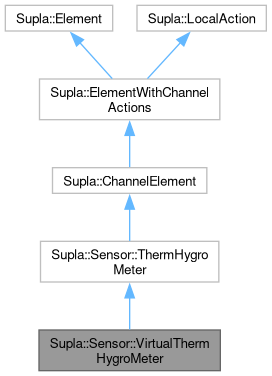 Supla::Element
Supla::LocalAction
Supla::ElementWithChannel
Actions
Supla::ChannelElement
Supla::Sensor::ThermHygro
Meter
Supla::Sensor::VirtualTherm
HygroMeter